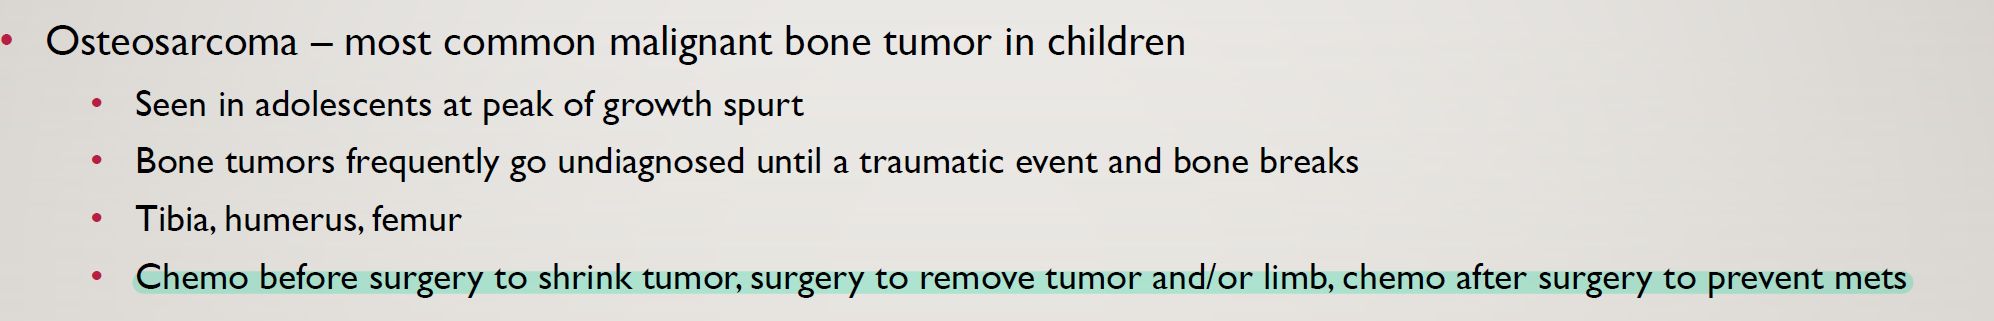 • Osteosarcoma – most common malignant bone tumor in children
• Seen in adolescents at peak of growth spurt
• Bone tumors frequently go undiagnosed until a traumatic event and bone breaks
• Tibia, humerus, femur
• Chemo before surgery to shrink tumor, surgery to remove tumor and/or limb, chemo after surgery to prevent mets